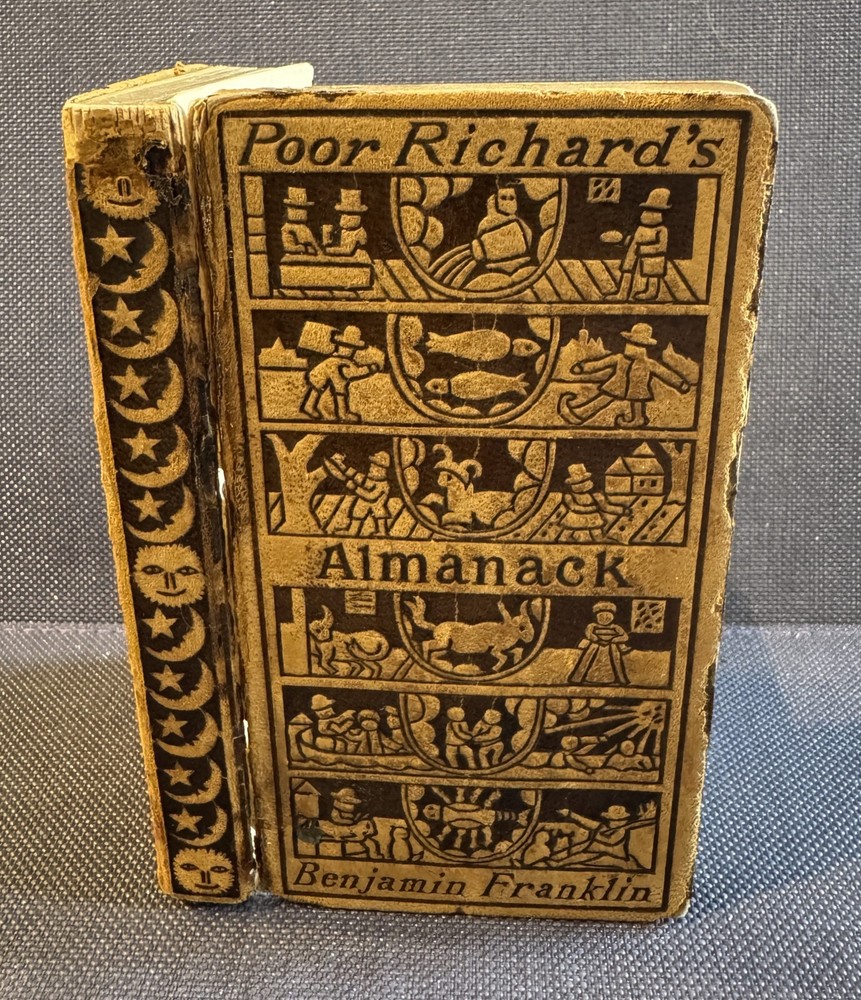 Poor Richard's
Almanack
Benjamin Franklin